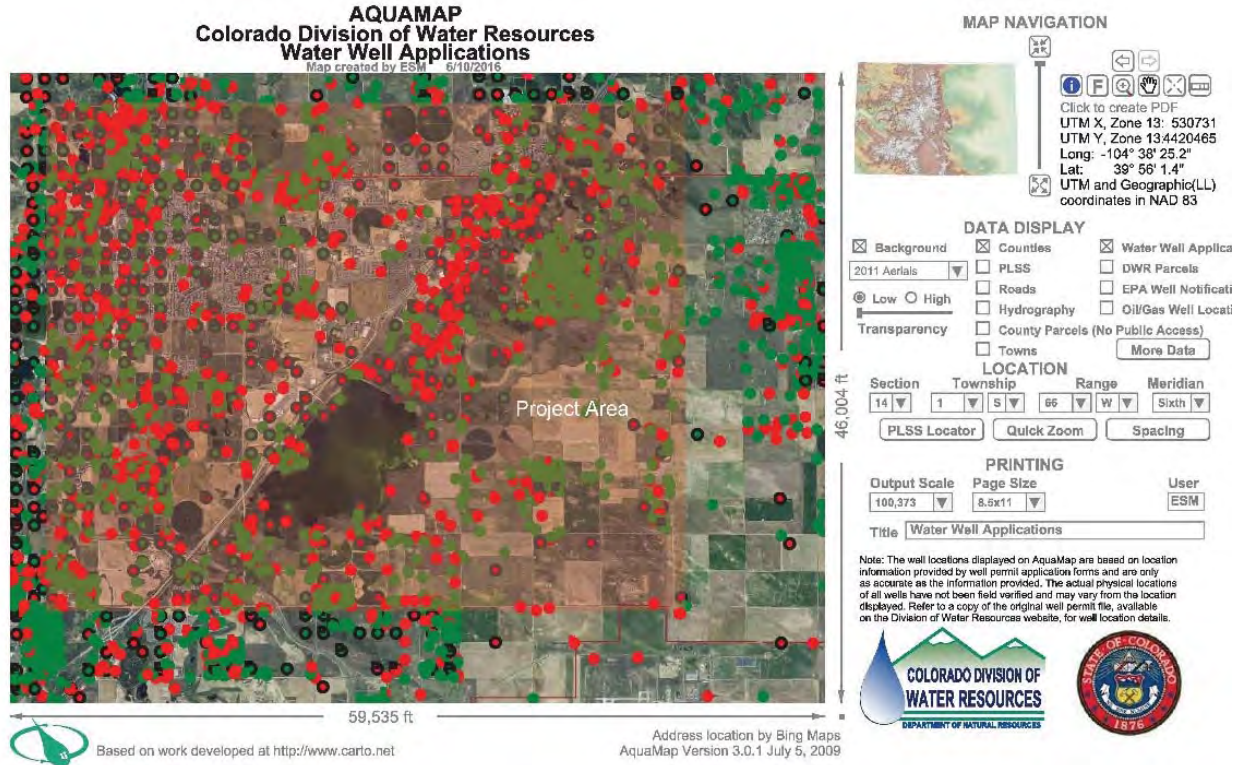 AQUAMAP
Colorado Division of Water Resources
Water Well Applications
Map created by ESM 6/10/2016
Project Area
46,004 ft
59,535 ft
Based on work developed at http://www.carto.net
Address location by Bing Maps
AquaMap Version 3.0.1 July 5, 2009
MAP NAVIGATION
i F
Click to create PDF
UTM X, Zone 13: 530731
UTM Y, Zone 13:4420465
Long: -104° 38' 25.2"
Lat: 39° 56' 1.4"
UTM and Geographic(LL)
coordinates in NAD 83
DATA DISPLAY
Background Counties Water Well Applica
2011 Aerials PLSS DWR Parcels
Roads EPA Well Notificati
Low High Hydrography Oil/Gas Well Locati
Transparency County Parcels (No Public Access)
Towns More Data
LOCATION
Section Township Range Meridian
14 1 S 66 W Sixth
PLSS Locator Quick Zoom Spacing
PRINTING
Output Scale Page Size User
100,373 8.5x11 ESM
Title Water Well Applications
Note: The well locations displayed on AquaMap are based on location
information provided by well permit application forms and are only
as accurate as the information provided. The actual physical locations
of all wells have not been field verified and may vary from the location
displayed. Refer to a copy of the original well permit file, available
on the Division of Water Resources website, for well location details.
COLORADO DIVISION OF
WATER RESOURCES
DEPARTMENT OF NATURAL RESOURCES
STATE OF COLORADO
1876